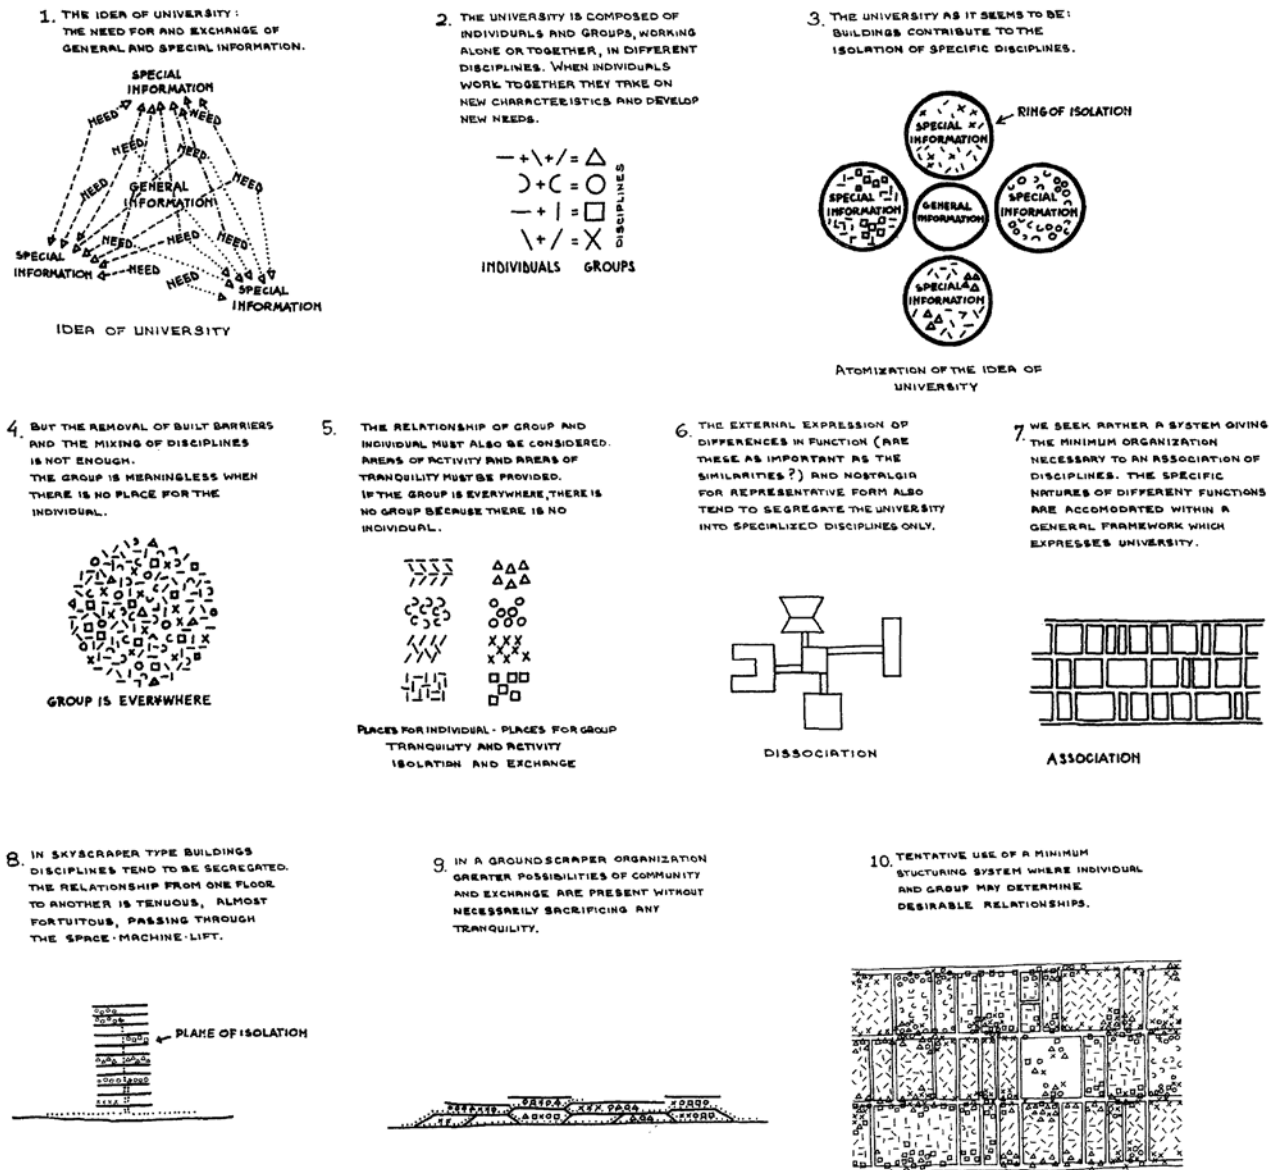 1. THE IDEA OF UNIVERSITY:
THE NEED FOR AND EXCHANGE OF
GENERAL AND SPECIAL INFORMATION.
SPECIAL
INFORMATION
NEED
NEED
NEED
NEED
GENERAL
INFORMATION
NEED
NEED
NEED
NEED
NEED
SPECIAL
INFORMATION
NEED
NEED
SPECIAL
INFORMATION
IDEA OF UNIVERSITY
2. THE UNIVERSITY IS COMPOSED OF
INDIVIDUALS AND GROUPS, WORKING
ALONE OR TOGETHER, IN DIFFERENT
DISCIPLINES. WHEN INDIVIDUALS
WORK TOGETHER THEY TAKE ON
NEW CHARACTERISTICS AND DEVELOP
NEW NEEDS.
— + \ + / = △
) + ( = ○
— + | = □
\ + / = X
DISCIPLINES
INDIVIDUALS GROUPS
3. THE UNIVERSITY AS IT SEEMS TO BE:
BUILDINGS CONTRIBUTE TO THE
ISOLATION OF SPECIFIC DISCIPLINES.
RING OF ISOLATION
SPECIAL
INFORMATION
SPECIAL
INFORMATION
GENERAL
INFORMATION
SPECIAL
INFORMATION
SPECIAL
INFORMATION
ATOMIZATION OF THE IDEA OF
UNIVERSITY
4. BUT THE REMOVAL OF BUILT BARRIERS
AND THE MIXING OF DISCIPLINES
IS NOT ENOUGH.
THE GROUP IS MEANINGLESS WHEN
THERE IS NO PLACE FOR THE
INDIVIDUAL.
GROUP IS EVERYWHERE
5. THE RELATIONSHIP OF GROUP AND
INDIVIDUAL MUST ALSO BE CONSIDERED.
AREAS OF ACTIVITY AND AREAS OF
TRANQUILITY MUST BE PROVIDED.
IF THE GROUP IS EVERYWHERE, THERE IS
NO GROUP BECAUSE THERE IS NO
INDIVIDUAL.
PLACES FOR INDIVIDUAL - PLACES FOR GROUP
TRANQUILITY AND ACTIVITY
ISOLATION AND EXCHANGE
6. THE EXTERNAL EXPRESSION OF
DIFFERENCES IN FUNCTION (ARE
THESE AS IMPORTANT AS THE
SIMILARITIES?) AND NOSTALGIA
FOR REPRESENTATIVE FORM ALSO
TEND TO SEGREGATE THE UNIVERSITY
INTO SPECIALIZED DISCIPLINES ONLY.
DISSOCIATION
7. WE SEEK RATHER A SYSTEM GIVING
THE MINIMUM ORGANIZATION
NECESSARY TO AN ASSOCIATION OF
DISCIPLINES. THE SPECIFIC
NATURES OF DIFFERENT FUNCTIONS
ARE ACCOMODATED WITHIN A
GENERAL FRAMEWORK WHICH
EXPRESSES UNIVERSITY.
ASSOCIATION
8. IN SKYSCRAPER TYPE BUILDINGS
DISCIPLINES TEND TO BE SEGREGATED.
THE RELATIONSHIP FROM ONE FLOOR
TO ANOTHER IS TENUOUS, ALMOST
FORTUITOUS, PASSING THROUGH
THE SPACE-MACHINE-LIFT.
PLANE OF ISOLATION
9. IN A GROUNDSCRAPER ORGANIZATION
GREATER POSSIBILITIES OF COMMUNITY
AND EXCHANGE ARE PRESENT WITHOUT
NECESSARILY SACRIFICING ANY
TRANQUILITY.
10. TENTATIVE USE OF A MINIMUM
STUCTURING SYSTEM WHERE INDIVIDUAL
AND GROUP MAY DETERMINE
DESIRABLE RELATIONSHIPS.